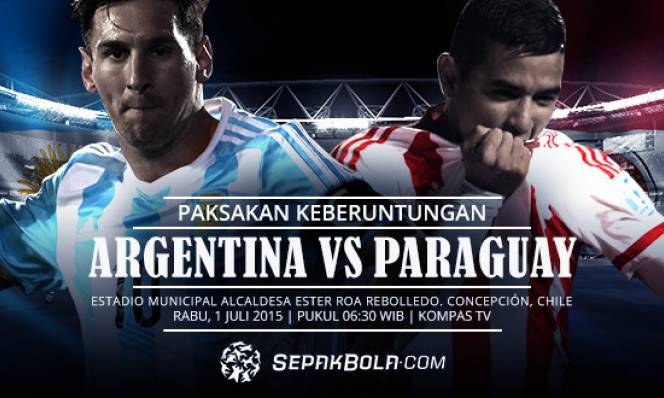 PAKSAKAN KEBERUNTUNGAN
ARGENTINA VS PARAGUAY
ESTADIO MUNICIPAL ALCALDESA ESTER ROA REBOLLEDO. CONCEPCIÓN, CHILE
RABU, 1 JULI 2015 | PUKUL 06:30 WIB | KOMPAS TV
SEPAKBOLA.COM